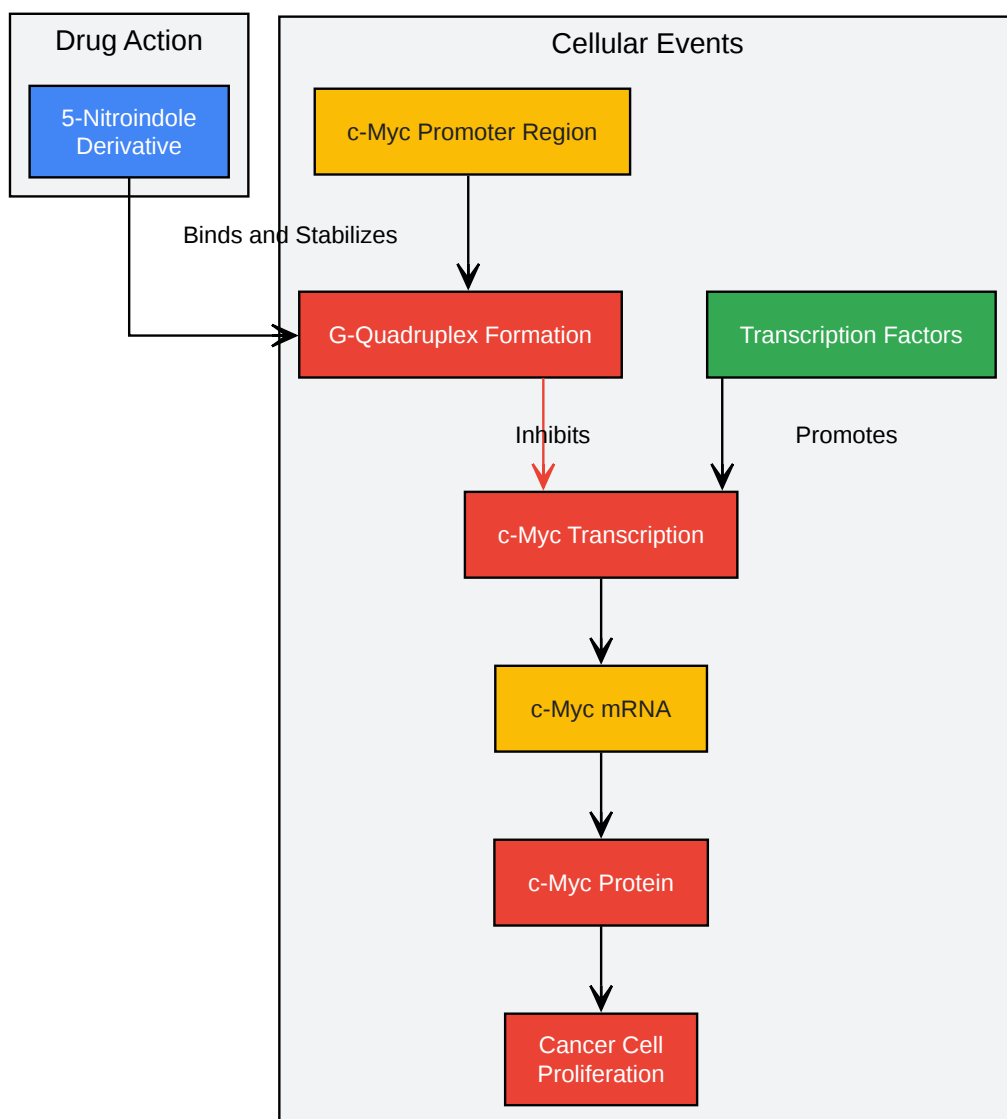 Drug Action
Cellular Events
5-Nitroindole
Derivative
c-Myc Promoter Region
Binds and Stabilizes
G-Quadruplex Formation
Transcription Factors
Inhibits
Promotes
c-Myc Transcription
c-Myc mRNA
c-Myc Protein
Cancer Cell
Proliferation